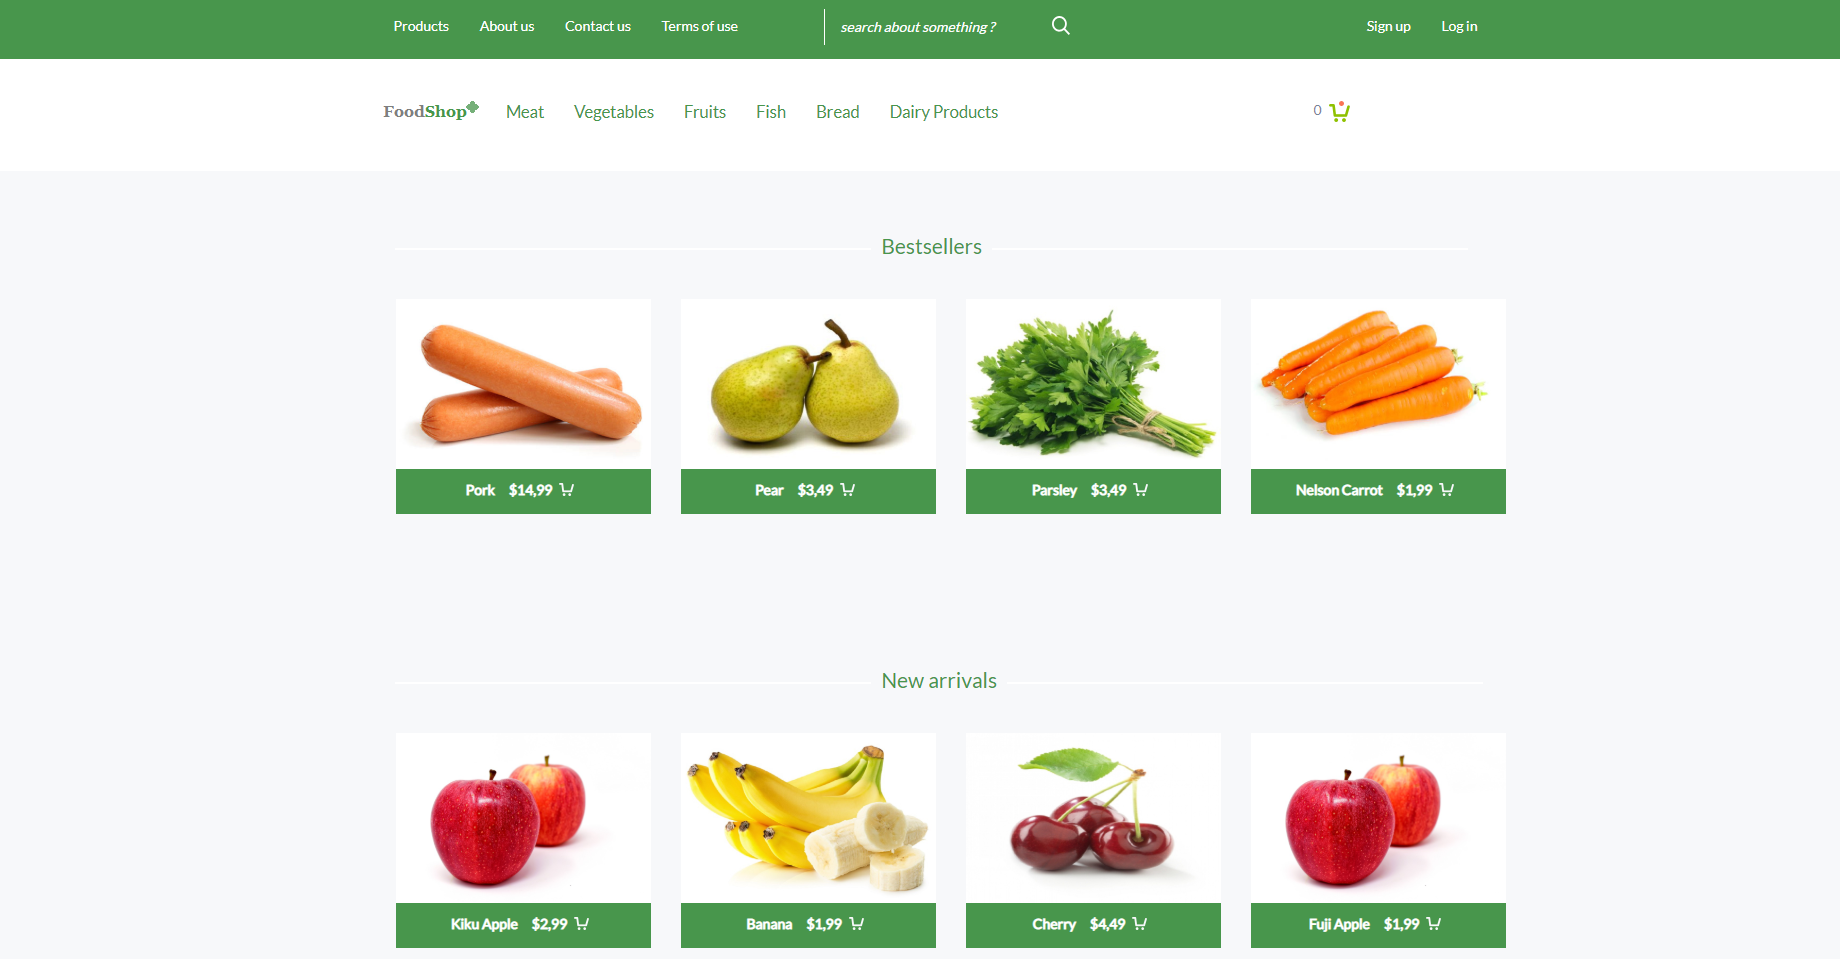 Products About us Contact us Terms of use search about something ? Sign up Log in
FoodShop Meat Vegetables Fruits Fish Bread Dairy Products 0
Bestsellers
Pork $14,99 Pear $3,49 Parsley $3,49 Nelson Carrot $1,99
New arrivals
Kiku Apple $2,99 Banana $1,99 Cherry $4,49 Fuji Apple $1,99